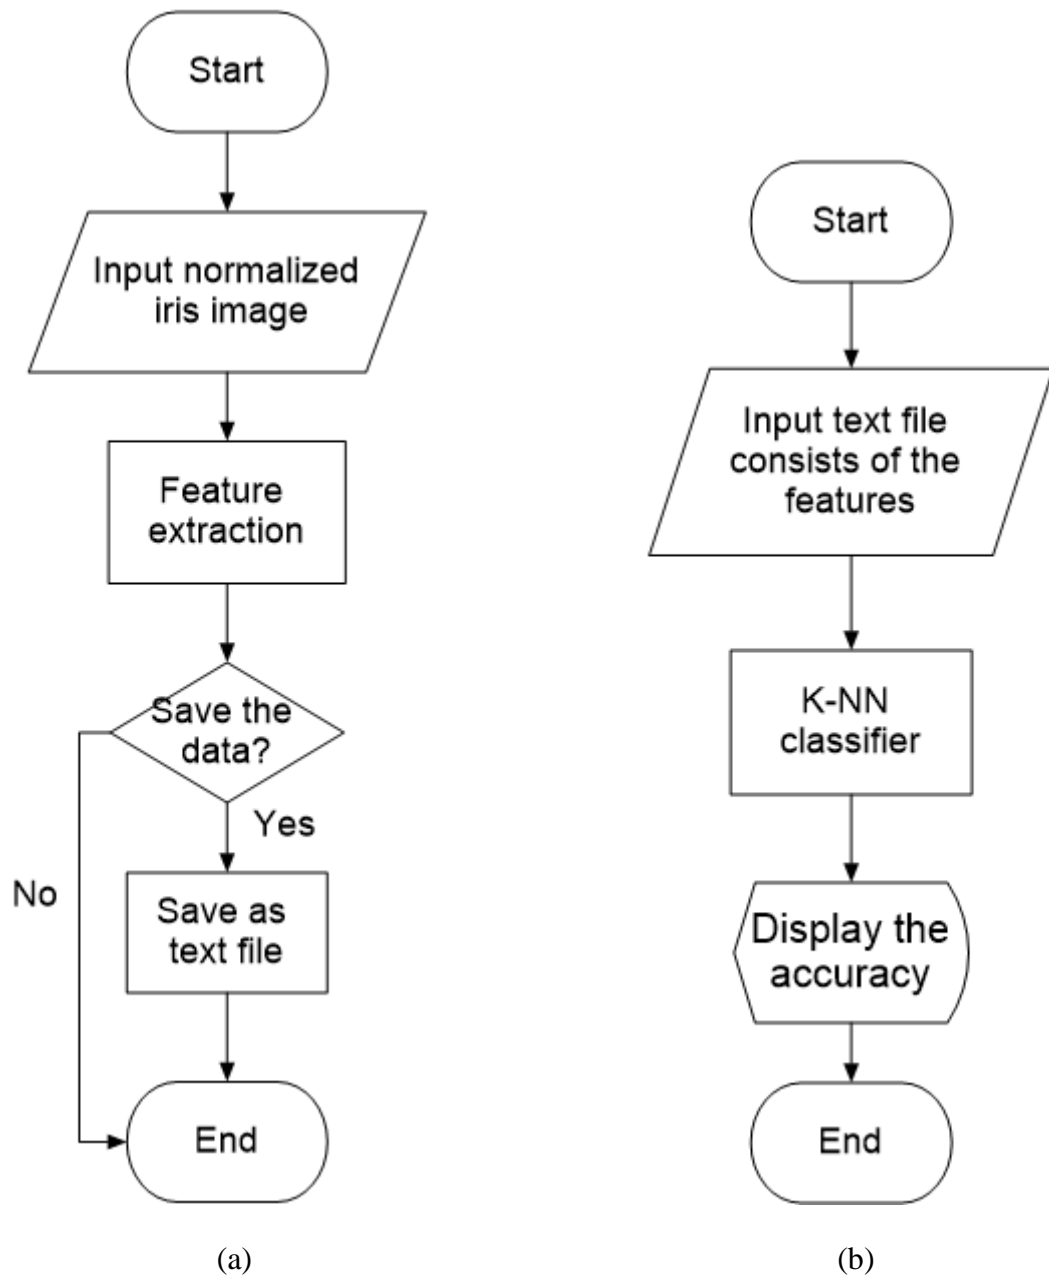 Start
Input normalized
iris image
Feature
extraction
Save the
data?
Yes
No
Save as
text file
End
(a)
Start
Input text file
consists of the
features
K-NN
classifier
Display the
accuracy
End
(b)